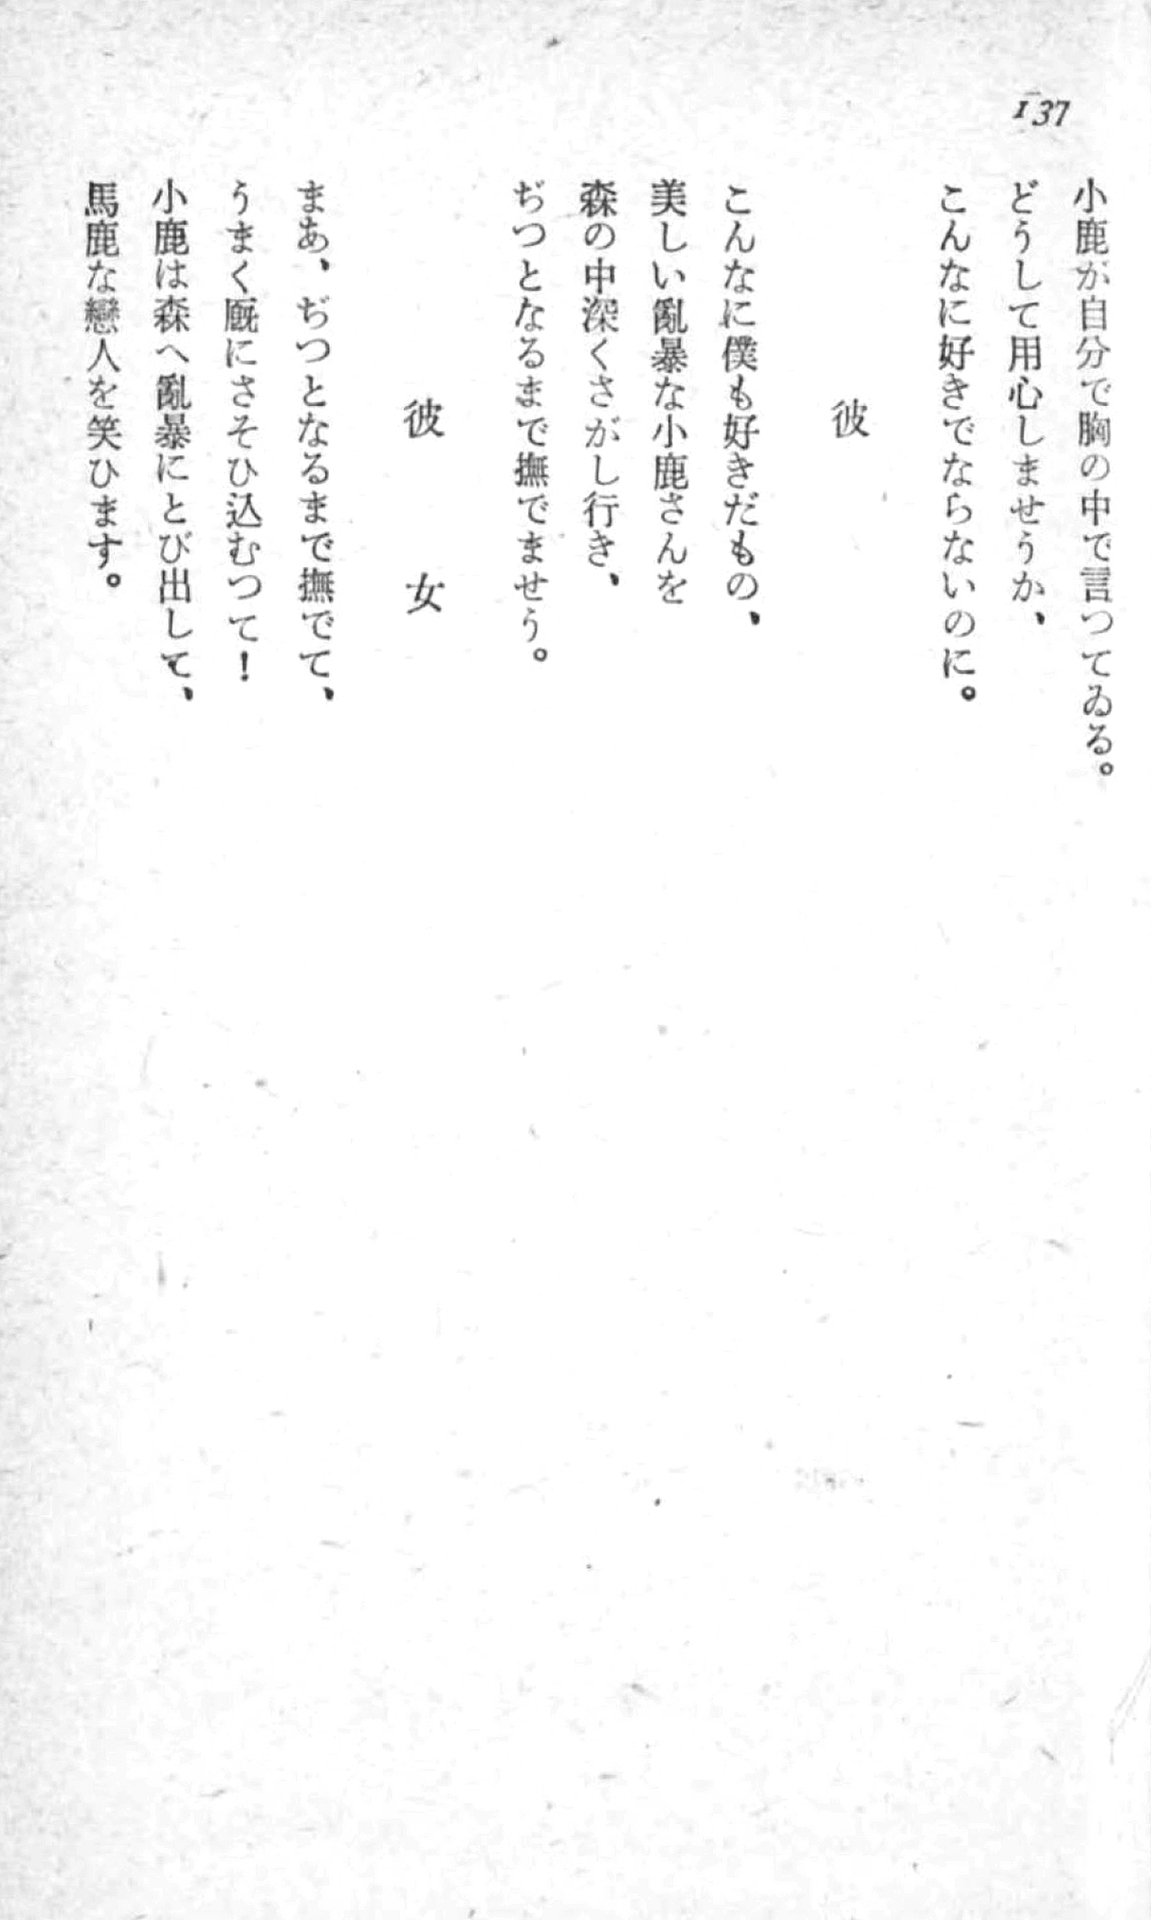 137
小鹿が自分で胸の中で言つてゐる。
どうして用心しませうか、
こんなに好きでならないのに。
彼
こんなに僕も好きだもの、
美しい亂暴な小鹿さんを
森の中深くさがし行き、
ぢつとなるまで撫でませう。
彼女
まあ、ぢつとなるまで撫でて、
うまく厩にさそひ込むつて！
小鹿は森へ亂暴にとび出して、
馬鹿な戀人を笑ひます。